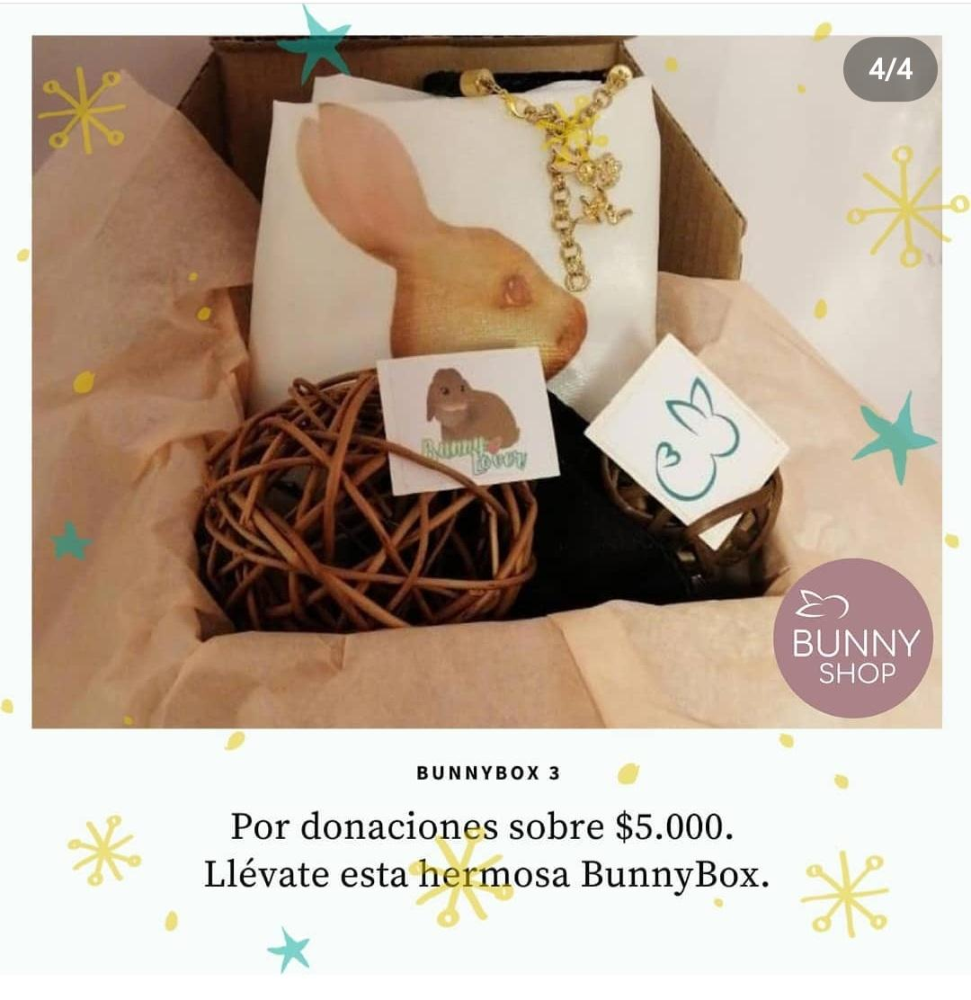 4/4
Bunny
Lover
BUNNY
SHOP
BUNNYBOX 3
Por donaciones sobre $5.000.
Llévate esta hermosa BunnyBox.